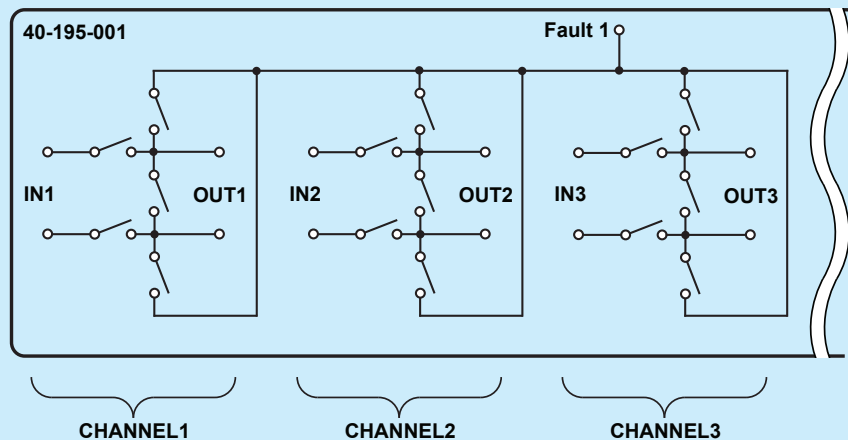 40-195-001
Fault 1
IN1
OUT1
IN2
OUT2
IN3
OUT3
CHANNEL1
CHANNEL2
CHANNEL3